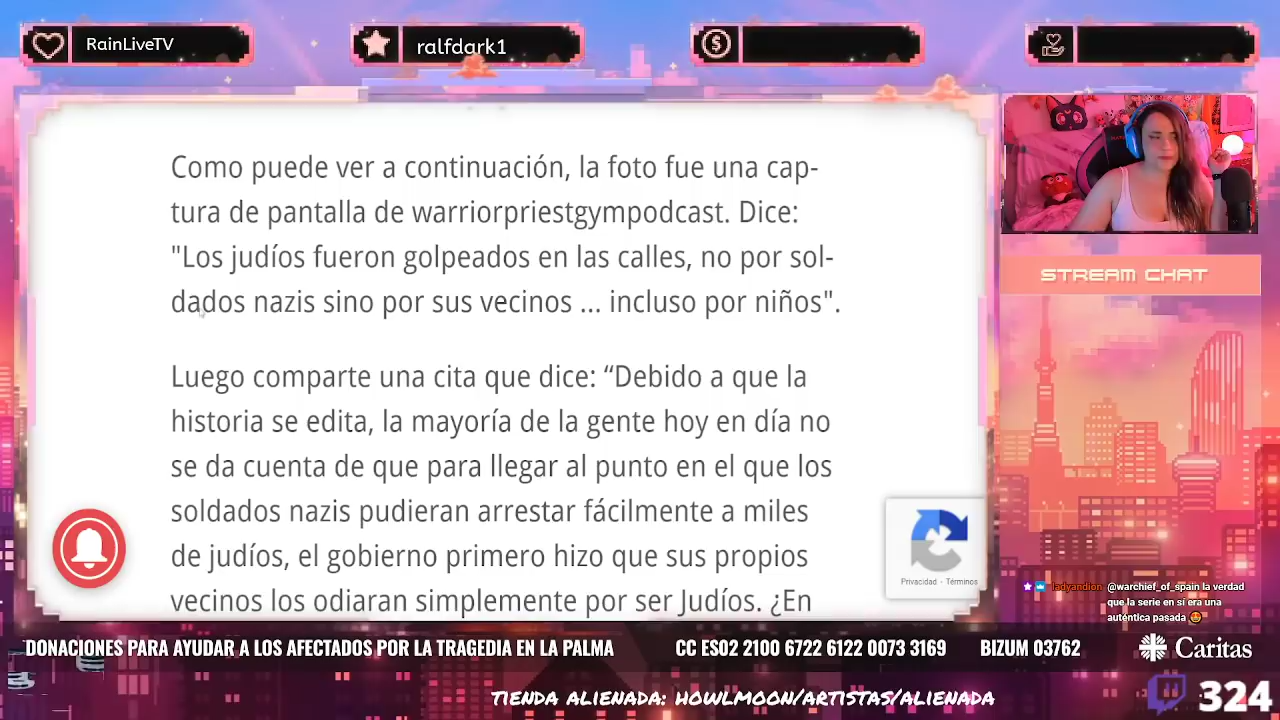 RainLiveTV
ralfdark1
Como puede ver a continuación, la foto fue una cap-
tura de pantalla de warriorpriestgympodcast. Dice:
"Los judíos fueron golpeados en las calles, no por sol-
dados nazis sino por sus vecinos ... incluso por niños".
Luego comparte una cita que dice: “Debido a que la
historia se edita, la mayoría de la gente hoy en día no
se da cuenta de que para llegar al punto en el que los
soldados nazis pudieran arrestar fácilmente a miles
de judíos, el gobierno primero hizo que sus propios
vecinos los odiaran simplemente por ser Judíos. ¿En
Privacidad - Términos
STREAM CHAT
ladyandion: @warchief_of_spain la verdad
que la serie en sí era una
auténtica pasada
DONACIONES PARA AYUDAR A LOS AFECTADOS POR LA TRAGEDIA EN LA PALMA CC ES02 2100 6722 6122 0073 3169 BIZUM 03762 Caritas
TIENDA ALIENADA: HOWLMOON/ARTISTAS/ALIENADA
324